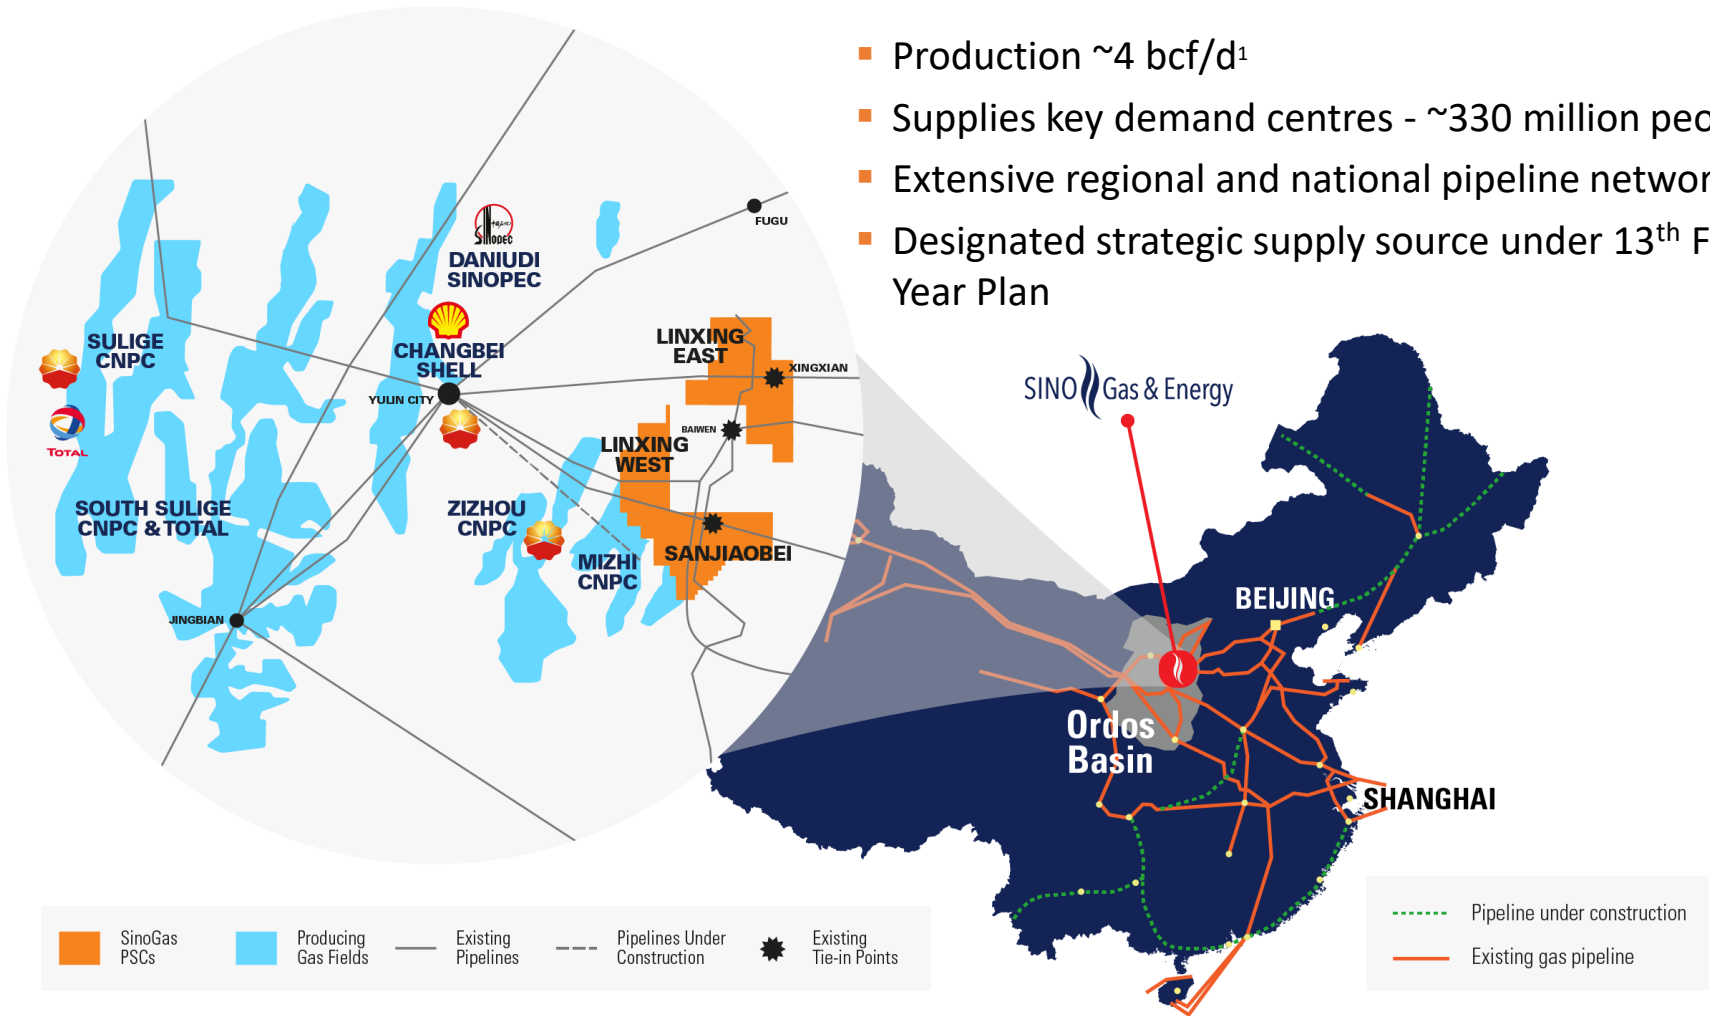 Production ~4 bcf/d1
Supplies key demand centres - ~330 million
Extensive regional and national pipeline
Designated strategic supply source under 13th
Year Plan
FUGU
SINOPEC
DANIUDI
SINOPEC
SULIGE
CNPC
CHANGBEI
SHELL
LINXING
EAST
XINGXIAN
YULIN CITY
TOTAL
BAIWEN
LINXING
WEST
SOUTH SULIGE
CNPC & TOTAL
ZIZHOU
CNPC
MIZHI
CNPC
SANJIAOBEI
JINGBIAN
SINO Gas & Energy
BEIJING
Ordos
Basin
SHANGHAI
SinoGas
PSCs
Producing
Gas Fields
Existing
Pipelines
Pipelines Under
Construction
Existing
Tie-in Points
Pipeline under construction
Existing gas pipeline